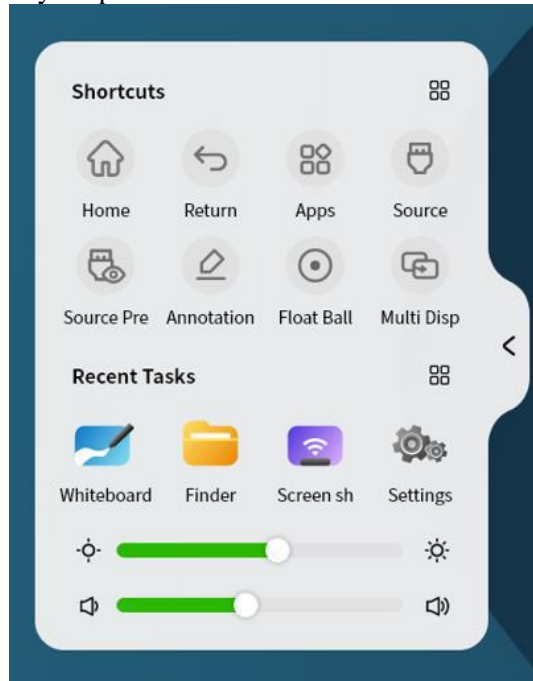 Shortcuts
Home Return Apps Source
Source Pre Annotation Float Ball Multi Disp
Recent Tasks
Whiteboard Finder Screen sh Settings